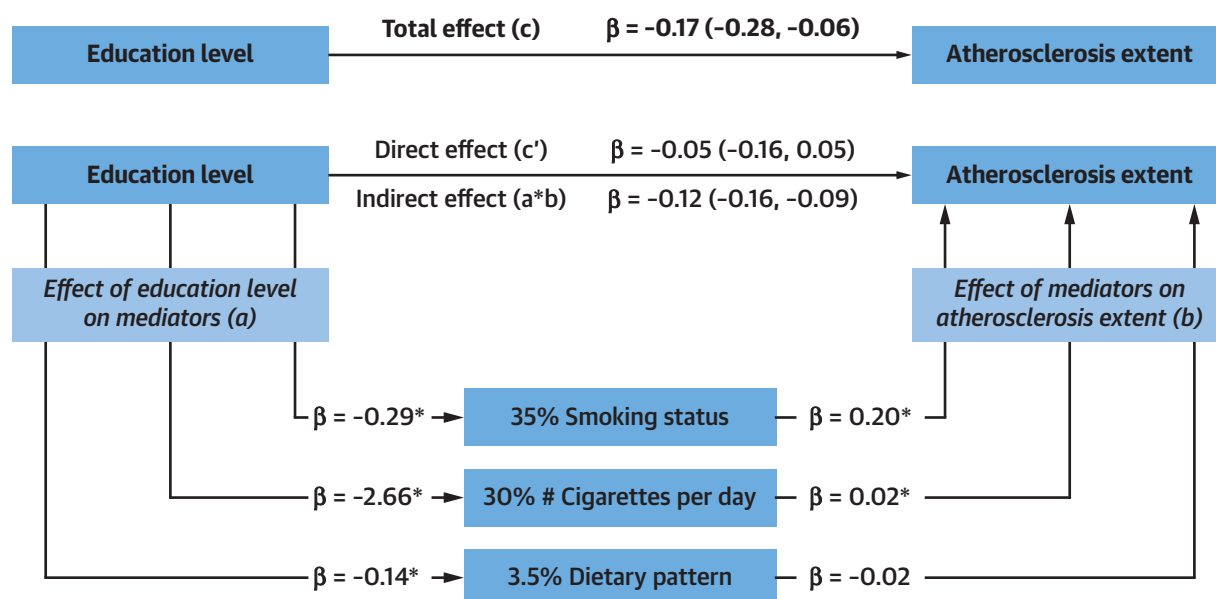 Total effect (c) β = -0.17 (-0.28, -0.06)
Education level
Atherosclerosis extent
Direct effect (c′) β = -0.05 (-0.16, 0.05)
Education level
Atherosclerosis extent
Indirect effect (a*b) β = -0.12 (-0.16, -0.09)
Effect of education level
on mediators (a)
Effect of mediators on
atherosclerosis extent (b)
β = -0.29* 35% Smoking status β = 0.20*
β = -2.66* 30% # Cigarettes per day β = 0.02*
β = -0.14* 3.5% Dietary pattern β = -0.02